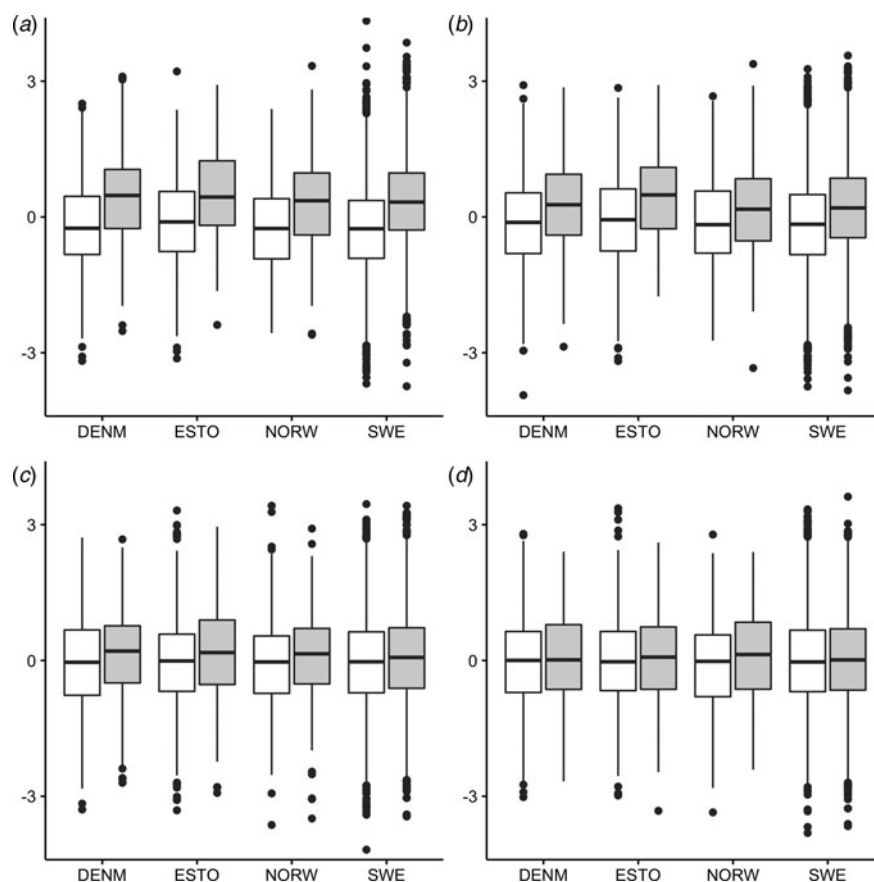 (a)
3
0
-3
DENM ESTO NORW SWE
(b)
3
0
-3
DENM ESTO NORW SWE
(c)
3
0
-3
DENM ESTO NORW SWE
(d)
3
0
-3
DENM ESTO NORW SWE